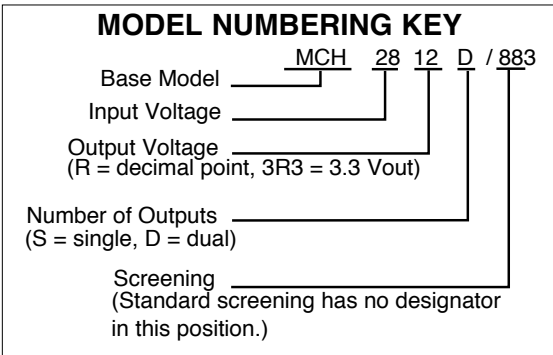 MODEL NUMBERING KEY
MCH 28 12 D / 883
Base Model
Input Voltage
Output Voltage
(R = decimal point, 3R3 = 3.3 Vout)
Number of Outputs
(S = single, D = dual)
Screening
(Standard screening has no designator
in this position.)